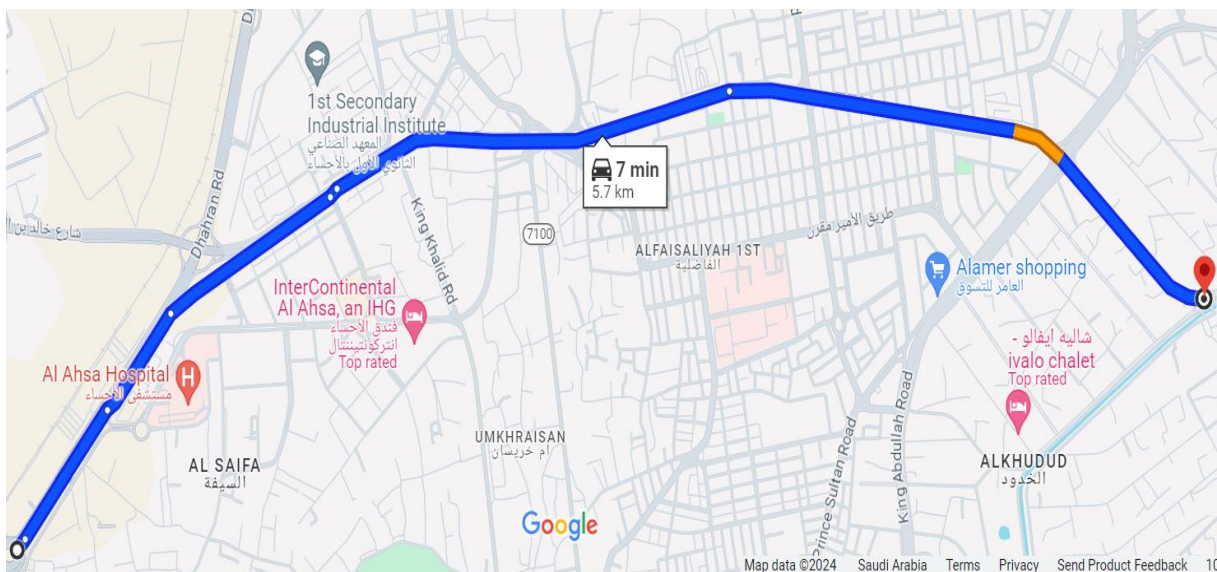 Dhahran Rd
1st Secondary
Industrial Institute
المعهد الصناعي
الثانوي الأول بالأحساء
7 min
5.7 km
King Khalid Rd
7100
شارع خالد بن
طريق الأمير مقرن
ALFAISALIYAH 1ST
الفاضلية
InterContinental
Al Ahsa, an IHG
فندق الأحساء
انتركونتيننتال
Top rated
Alamer shopping
العامر للتسوق
شاليه ايفالو -
ivalo chalet
Top rated
Al Ahsa Hospital
مستشفى الأحساء
H
UMKHRAISAN
ام خريسان
AL SAIFA
السيفة
ALKHUDUD
الخدود
Prince Sultan Road
King Abdullah Road
Google
Map data ©2024 Saudi Arabia Terms Privacy Send Product Feedback